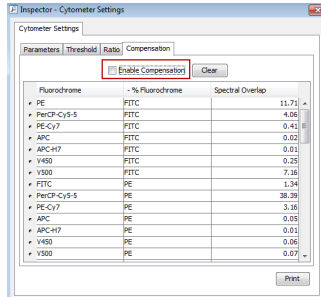 Inspector - Cytometer Settings
Cytometer Settings
Parameters Threshold Ratio Compensation
Enable Compensation Clear
Fluorochrome - % Fluorochrome Spectral Overlap
PE FITC 11.71
PerCP-Cy5-5 FITC 4.06
PE-Cy7 FITC 0.41
APC FITC 0.02
APC-H7 FITC 0.01
V450 FITC 0.25
V500 FITC 7.16
FITC PE 1.34
PerCP-Cy5-5 PE 38.39
PE-Cy7 PE 3.16
APC PE 0.05
APC-H7 PE 0.01
V450 PE 0.06
V500 PE 0.07
Print